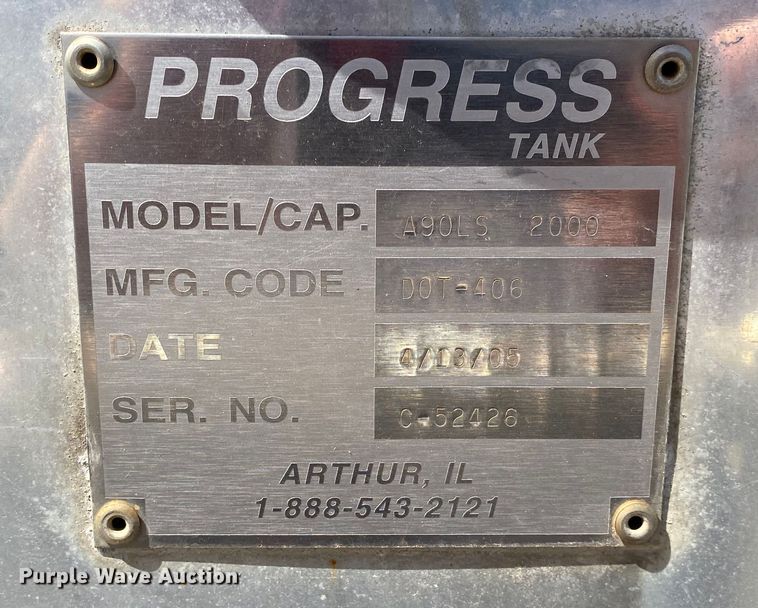 PROGRESS
TANK
MODEL/CAP. A90LS 2000
MFG. CODE DOT-406
DATE 4/13/05
SER. NO. C-52426
ARTHUR, IL
1-888-543-2121
Purple Wave Auction